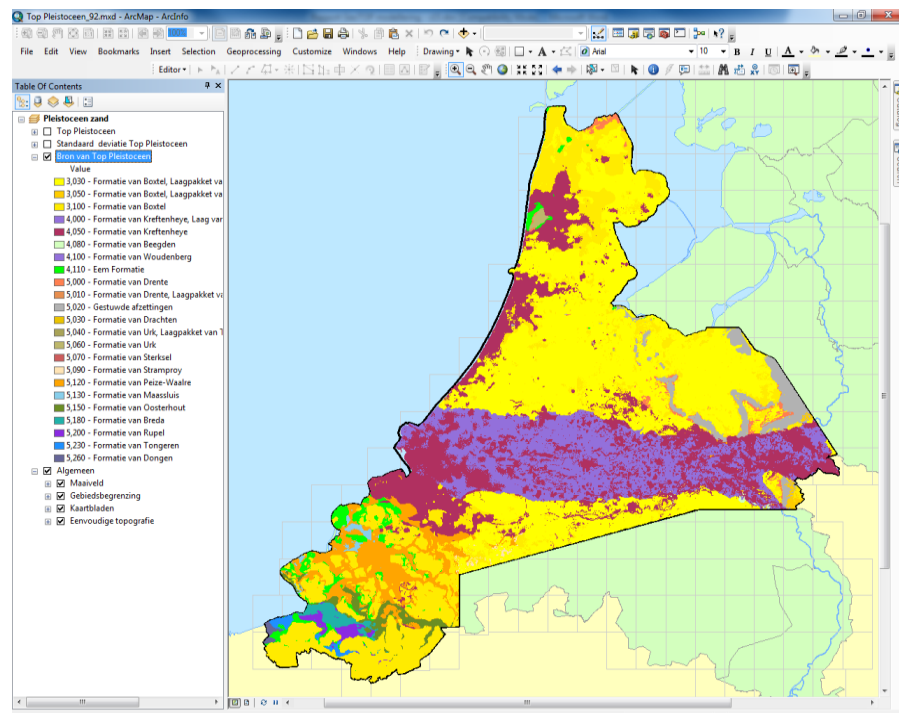 Top Pleistoceen_92.mxd - ArcMap - ArcInfo
File Edit View Bookmarks Insert Selection Geoprocessing Customize Windows Help Drawing Arial 10 B I U A
Editor
Table Of Contents
Pleistoceen zand
Top Pleistoceen
Standaard deviatie Top Pleistoceen
Bron van Top Pleistoceen
Value
3,030 - Formatie van Boxtel, Laagpakket va
3,050 - Formatie van Boxtel, Laagpakket va
3,100 - Formatie van Boxtel
4,000 - Formatie van Kreftenheye, Laag var
4,050 - Formatie van Kreftenheye
4,080 - Formatie van Beegden
4,100 - Formatie van Woudenberg
4,110 - Eem Formatie
5,000 - Formatie van Drente
5,010 - Formatie van Drente, Laagpakket va
5,020 - Gestuwde afzettingen
5,030 - Formatie van Drachten
5,040 - Formatie van Urk, Laagpakket van T
5,060 - Formatie van Urk
5,070 - Formatie van Sterksel
5,090 - Formatie van Stramproy
5,120 - Formatie van Peize-Waalre
5,130 - Formatie van Maassluis
5,150 - Formatie van Oosterhout
5,180 - Formatie van Breda
5,200 - Formatie van Rupel
5,230 - Formatie van Tongeren
5,260 - Formatie van Dongen
Algemeen
Maaiveld
Gebiedsbegrenzing
Kaartbladen
Eenvoudige topografie